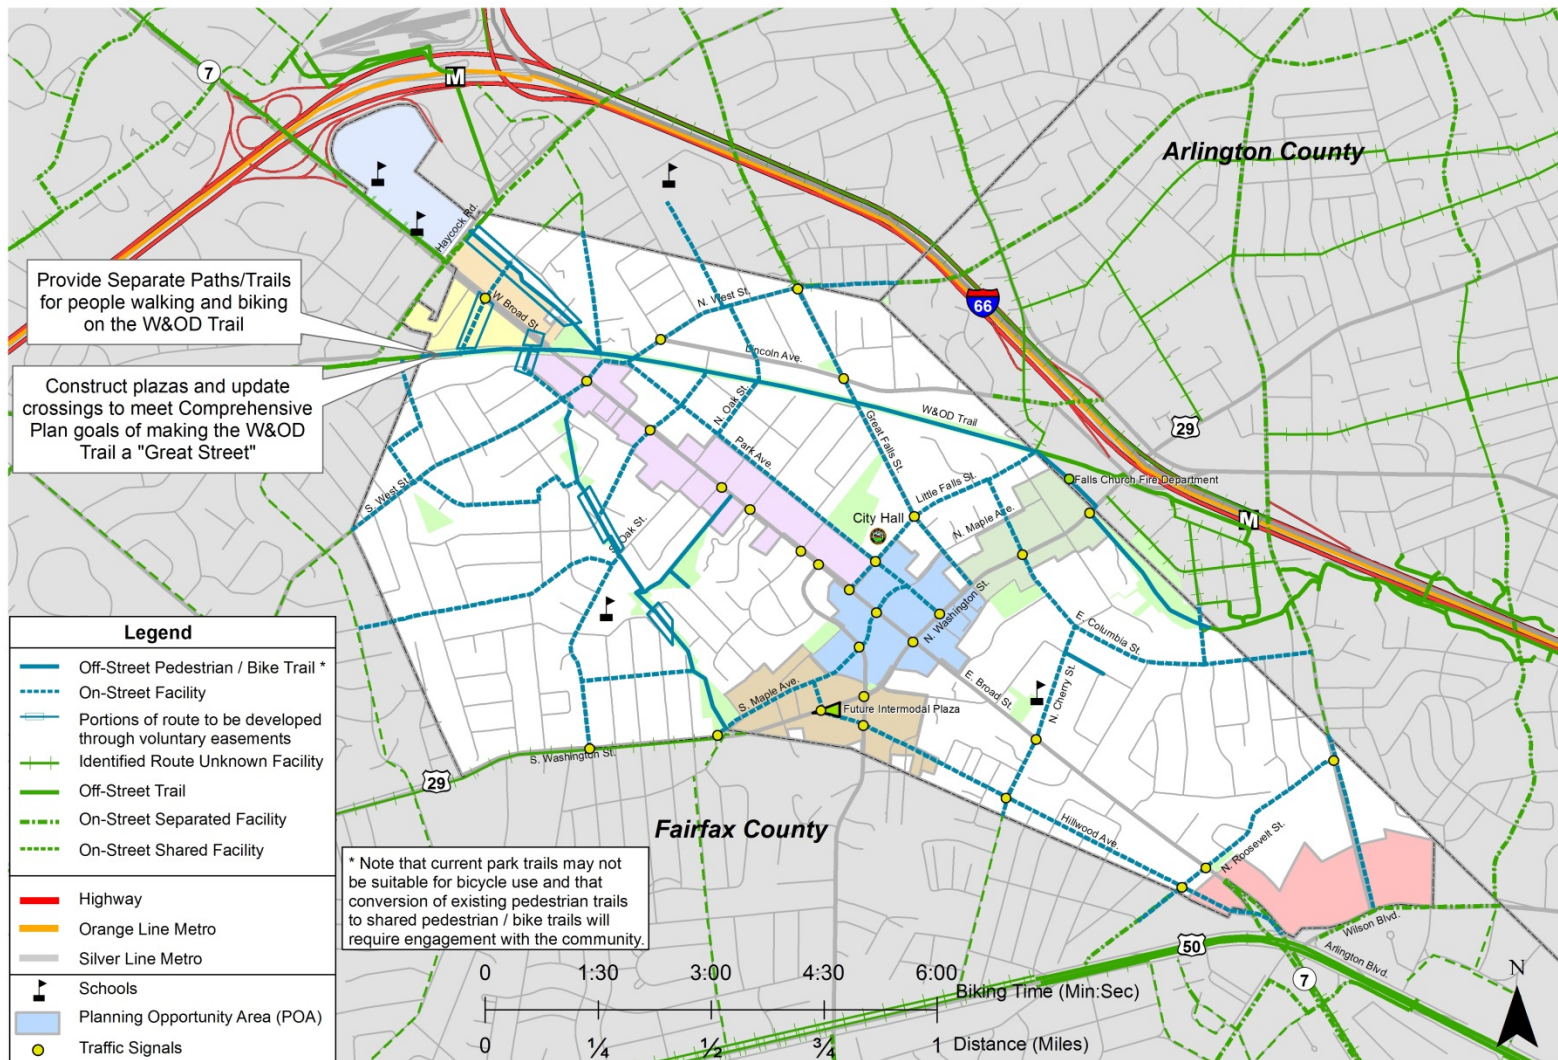 7
M
Arlington County
Haycock Rd.
Provide Separate Paths/Trails
for people walking and biking
on the W&OD Trail
W Broad St.
N. West St.
66
Lincoln Ave.
Construct plazas and update
crossings to meet Comprehensive
Plan goals of making the W&OD
Trail a "Great Street"
N. Oak St.
W&OD Trail
29
Park Ave.
Great Falls St.
S. West St.
Little Falls St.
Falls Church Fire Department
City Hall
N. Maple Ave.
M
S. Oak St.
N. Washington St.
E. Columbia St.
E. Broad St.
N. Cherry St.
S. Maple Ave.
Future Intermodal Plaza
S. Washington St.
29
Fairfax County
Hillwood Ave.
N. Roosevelt St.
Wilson Blvd.
Arlington Blvd.
50
7
Legend
Off-Street Pedestrian / Bike Trail *
On-Street Facility
Portions of route to be developed
through voluntary easements
Identified Route Unknown Facility
Off-Street Trail
On-Street Separated Facility
On-Street Shared Facility
Highway
Orange Line Metro
Silver Line Metro
Schools
Planning Opportunity Area (POA)
Traffic Signals
* Note that current park trails may not
be suitable for bicycle use and that
conversion of existing pedestrian trails
to shared pedestrian / bike trails will
require engagement with the community.
0 1:30 3:00 4:30 6:00
Biking Time (Min:Sec)
0 1/4 1/2 3/4 1 Distance (Miles)
N